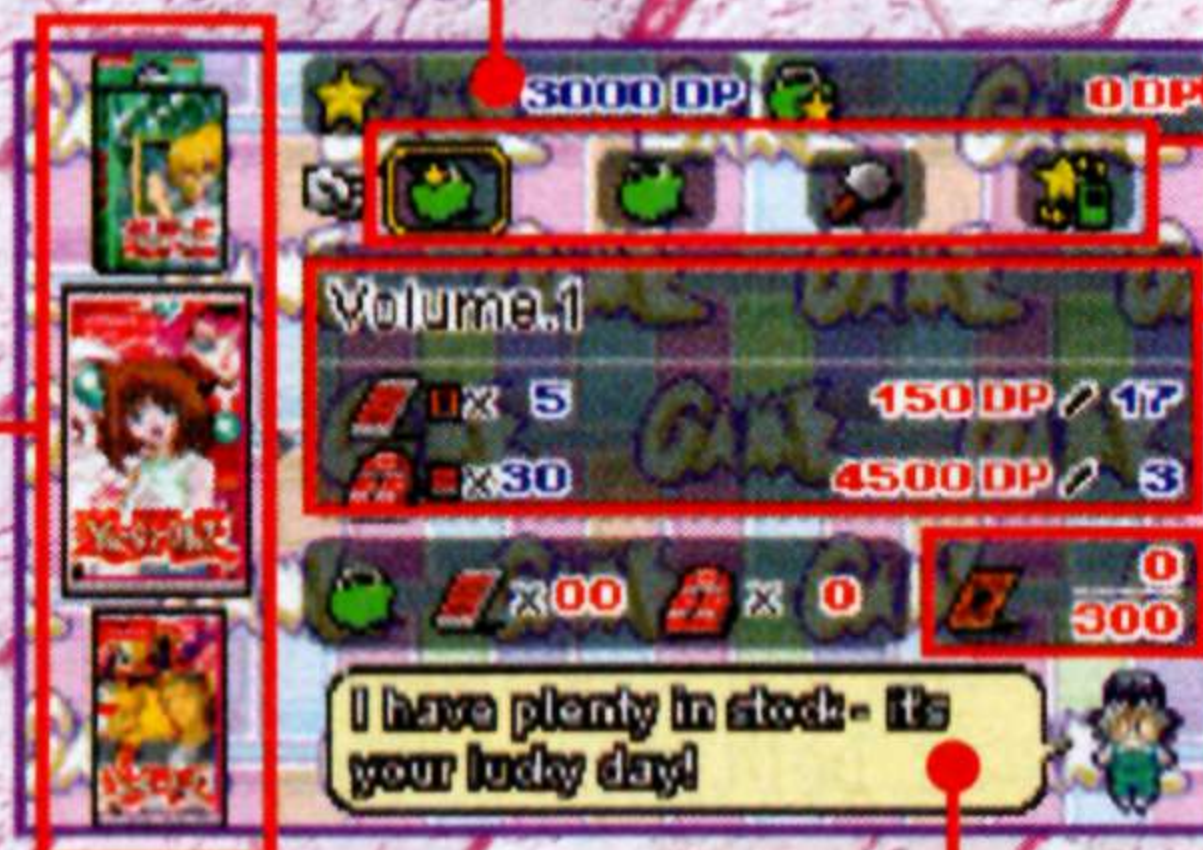 3000 DP 0 DP
Volume.1
x 5 150 DP / 17
x 30 4500 DP / 3
x 00 x 0 0
300
I have plenty in stock - it's
your lucky day!